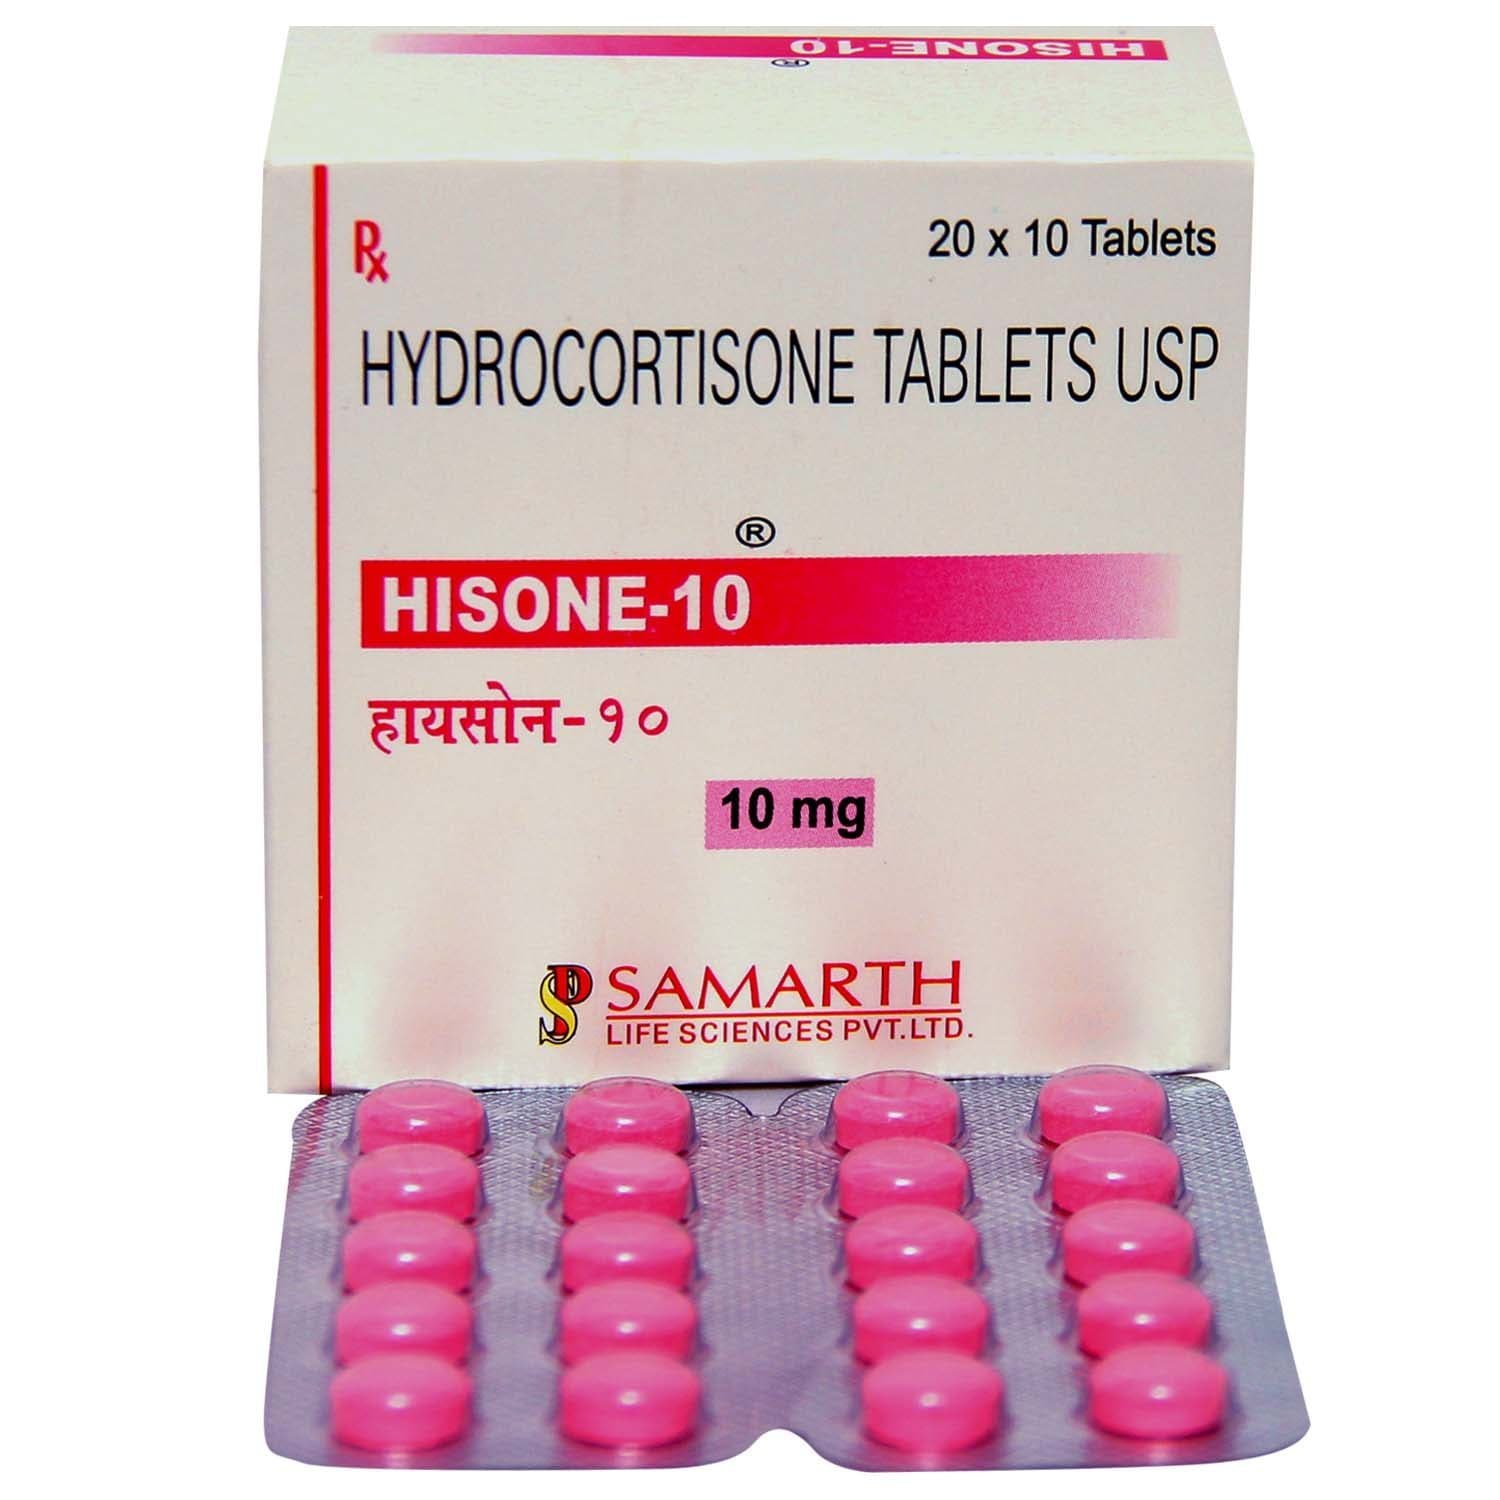 HISONE-10
®
Rx
20 x 10 Tablets
HYDROCORTISONE TABLETS USP
®
HISONE-10
हायसोन-१०
10 mg
SAMARTH
LIFE SCIENCES PVT.LTD.